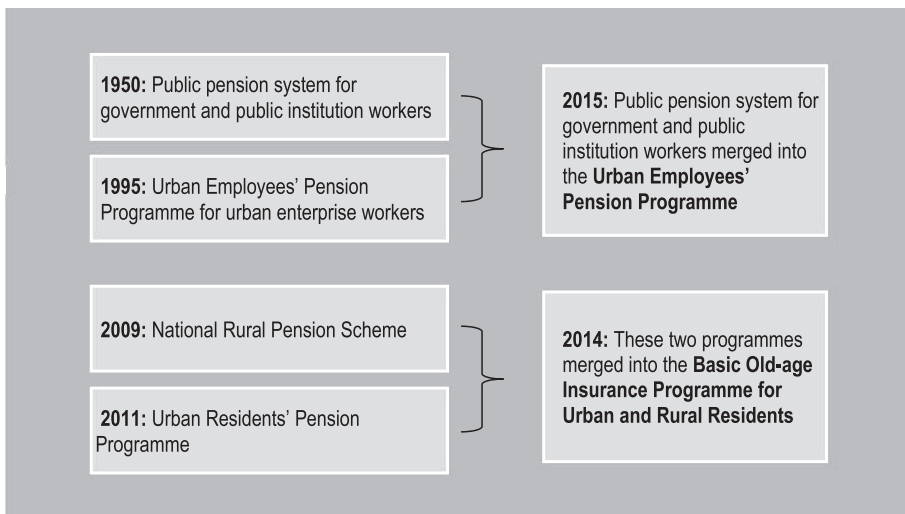 1950: Public pension system for
government and public institution workers
1995: Urban Employees’ Pension
Programme for urban enterprise workers
2015: Public pension system for
government and public
institution workers merged into
the Urban Employees’
Pension Programme
2009: National Rural Pension Scheme
2011: Urban Residents’ Pension
Programme
2014: These two programmes
merged into the Basic Old-age
Insurance Programme for
Urban and Rural Residents